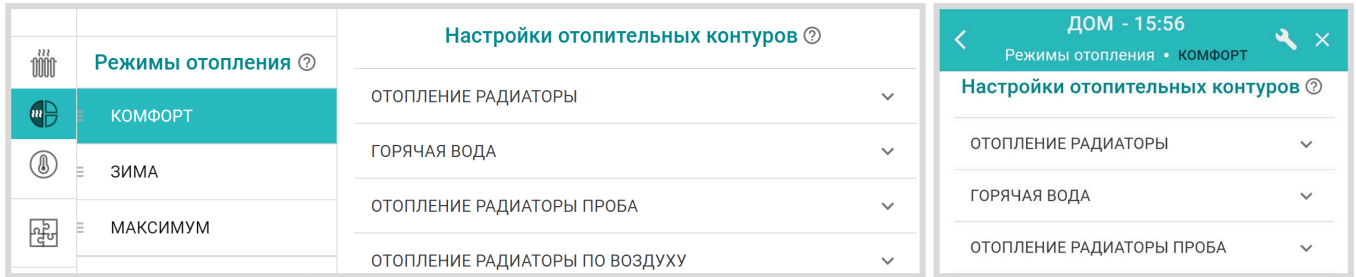 Режимы отопления
КОМФОРТ
ЗИМА
МАКСИМУМ
Настройки отопительных контуров
ОТОПЛЕНИЕ РАДИАТОРЫ
ГОРЯЧАЯ ВОДА
ОТОПЛЕНИЕ РАДИАТОРЫ ПРОБА
ОТОПЛЕНИЕ РАДИАТОРЫ ПО ВОЗДУХУ
ДОМ - 15:56
Режимы отопления • КОМФОРТ
Настройки отопительных контуров
ОТОПЛЕНИЕ РАДИАТОРЫ
ГОРЯЧАЯ ВОДА
ОТОПЛЕНИЕ РАДИАТОРЫ ПРОБА